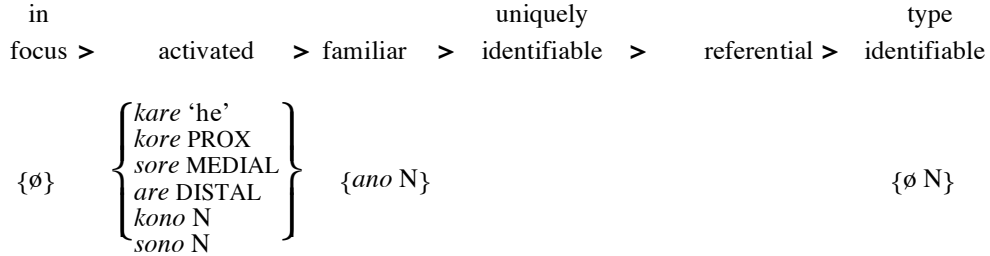 in uniquely type
focus > activated > familiar > identifiable > referential > identifiable
kare ‘he’
kore PROX
sore MEDIAL
{ø} are DISTAL {ano N} {ø N}
kono N
sono N